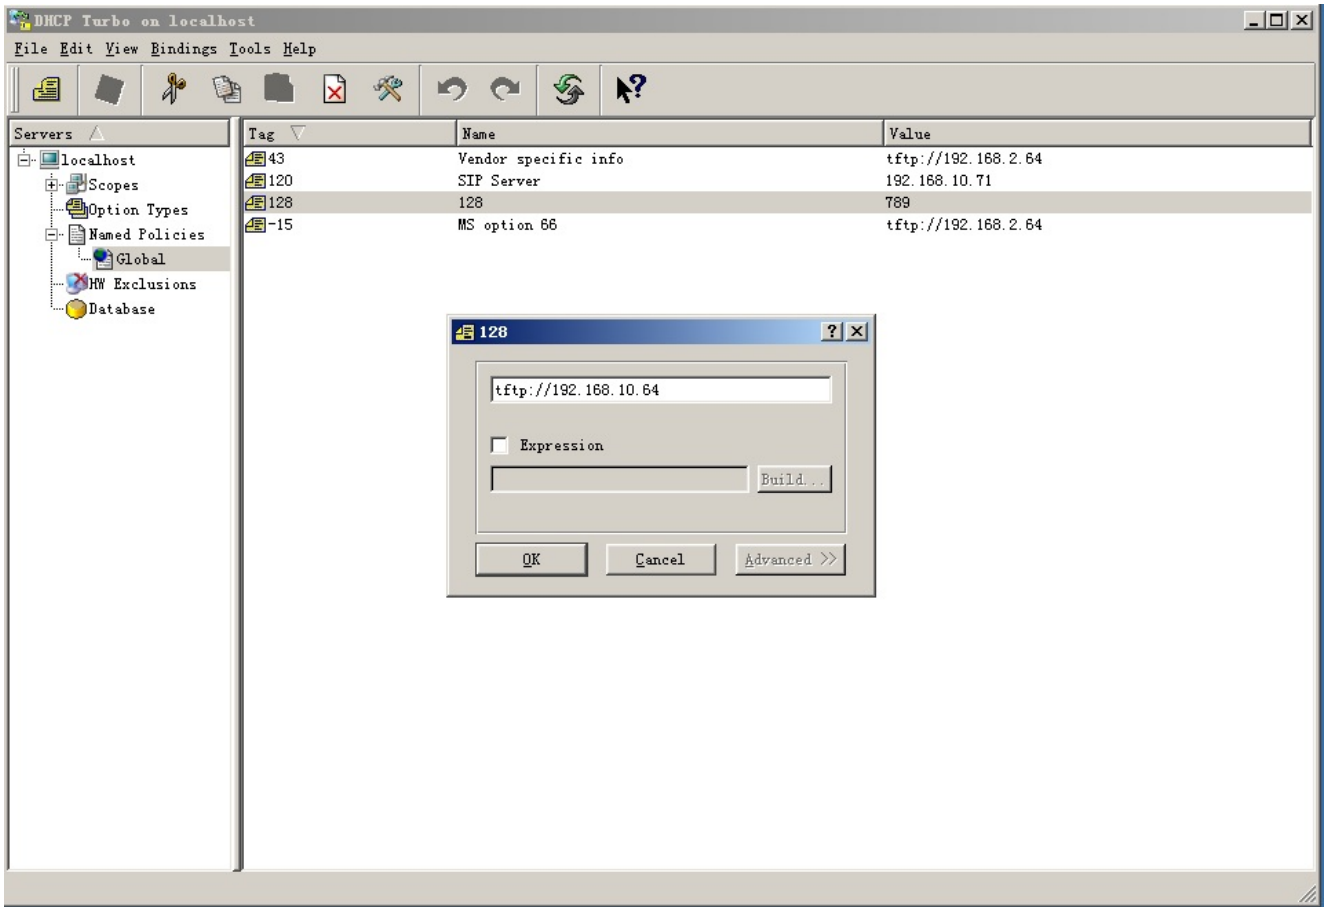 DHCP Turbo on localhost
File Edit View Bindings Tools Help
Servers
Tag Name Value
localhost
Scopes
Option Types
Named Policies
Global
HW Exclusions
Database
43 Vendor specific info tftp://192.168.2.64
120 SIP Server 192.168.10.71
128 128 789
-15 MS option 66 tftp://192.168.2.64
128
tftp://192.168.10.64
Expression
Build...
OK Cancel Advanced >>